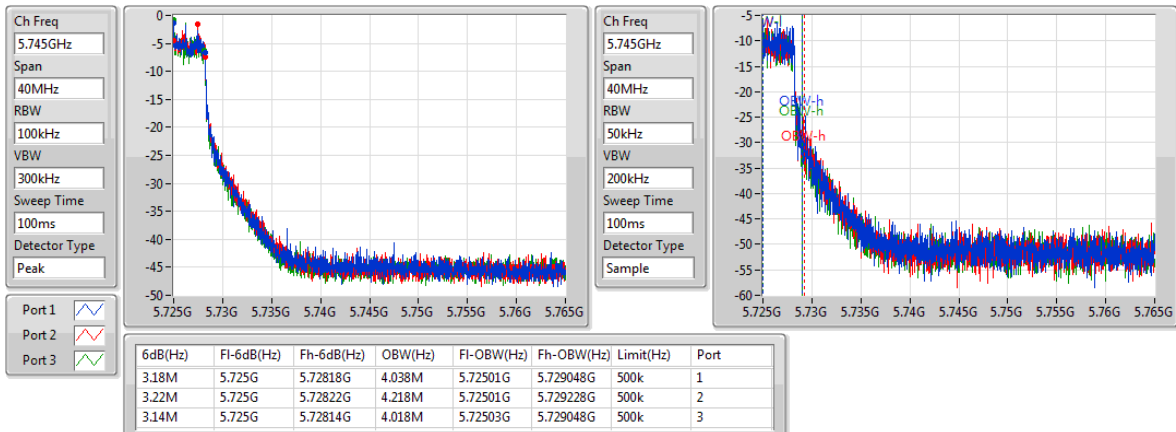 Ch Freq
5.745GHz
Span
40MHz
RBW
100kHz
VBW
300kHz
Sweep Time
100ms
Detector Type
Peak
0
-5
-10
-15
-20
-25
-30
-35
-40
-45
-50
5.725G 5.73G 5.735G 5.74G 5.745G 5.75G 5.755G 5.76G 5.765G
Ch Freq
5.745GHz
Span
40MHz
RBW
50kHz
VBW
200kHz
Sweep Time
100ms
Detector Type
Sample
-5
-10
-15
-20
-25
-30
-35
-40
-45
-50
-55
-60
OBW-h
OBW-h
OBW-h
5.725G 5.73G 5.735G 5.74G 5.745G 5.75G 5.755G 5.76G 5.765G
Port 1
Port 2
Port 3
6dB(Hz) Fl-6dB(Hz) Fh-6dB(Hz) OBW(Hz) Fl-OBW(Hz) Fh-OBW(Hz) Limit(Hz) Port
3.18M 5.725G 5.72818G 4.038M 5.72501G 5.729048G 500k 1
3.22M 5.725G 5.72822G 4.218M 5.72501G 5.729228G 500k 2
3.14M 5.725G 5.72814G 4.018M 5.72503G 5.729048G 500k 3